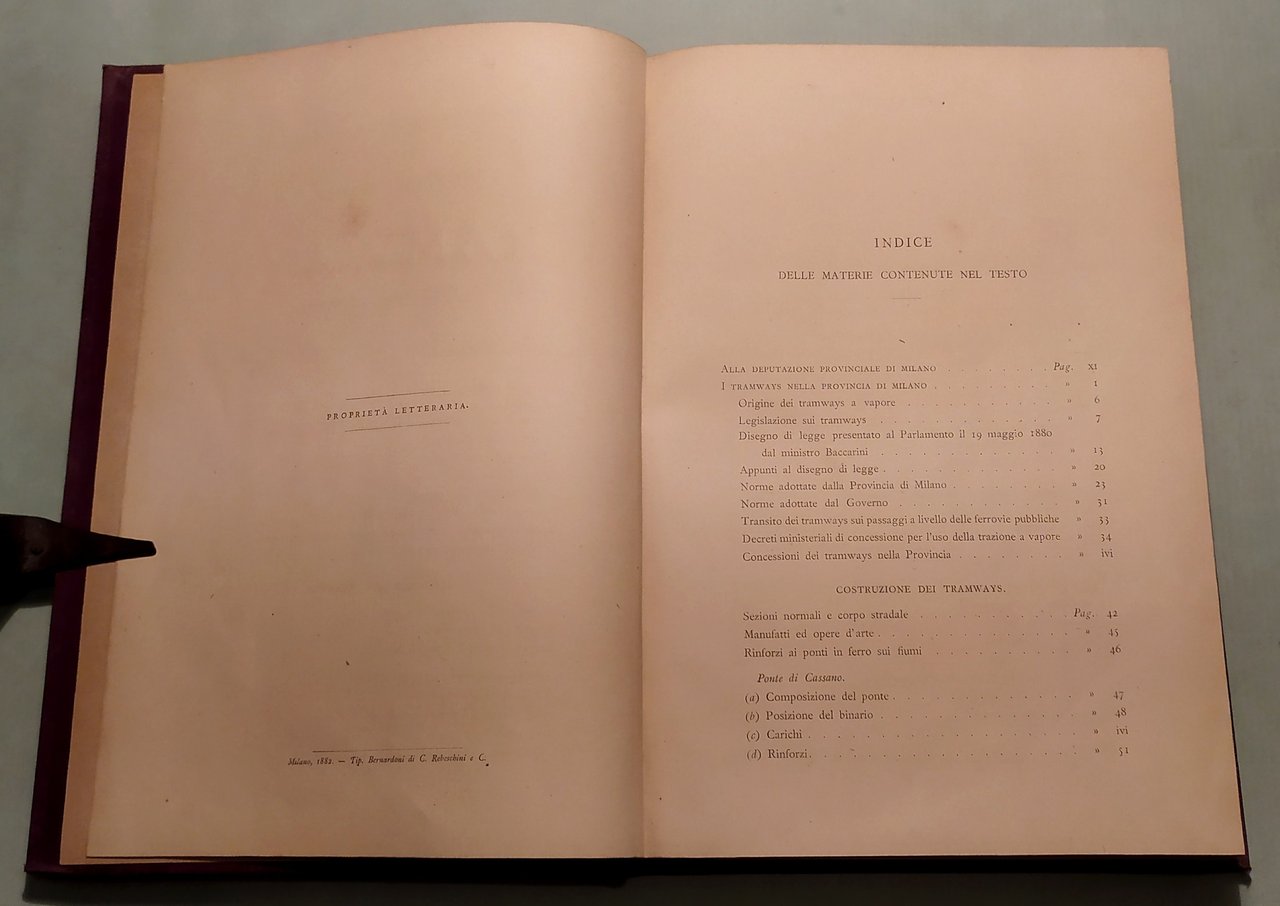 PROPRIETÀ LETTERARIA.
Milano, 1882. — Tip. Bernardoni di C. Rebeschini e C.
INDICE
DELLE MATERIE CONTENUTE NEL TESTO
ALLA DEPUTAZIONE PROVINCIALE DI MILANO . . . . . . . . Pag. XI
I TRAMWAYS NELLA PROVINCIA DI MILANO . . . . . . . . . » 1
Origine dei tramways a vapore . . . . . . . . . . . » 6
Legislazione sui tramways . . . . . . . . . . . » 7
Disegno di legge presentato al Parlamento il 19 maggio 1880
dal ministro Baccarini . . . . . . . . . . . . . » 13
Appunti al disegno di legge . . . . . . . . . . . . . » 20
Norme adottate dalla Provincia di Milano . . . . . . . . » 23
Norme adottate dal Governo . . . . . . . . . . . . » 31
Transito dei tramways sui passaggi a livello delle ferrovie pubbliche » 33
Decreti ministeriali di concessione per l'uso della trazione a vapore » 34
Concessioni dei tramways nella Provincia . . . . . . . . » ivi
COSTRUZIONE DEI TRAMWAYS.
Sezioni normali e corpo stradale . . . . . . . . . . . Pag. 42
Manufatti ed opere d'arte . . . . . . . . . . . . . . » 45
Rinforzi ai ponti in ferro sui fiumi . . . . . . . . . . » 46
Ponte di Cassano.
(a) Composizione del ponte . . . . . . . . . . . . . » 47
(b) Posizione del binario . . . . . . . . . . . . . . » 48
(c) Carichi . . . . . . . . . . . . . . . . . . » ivi
(d) Rinforzi . . . . . . . . . . . . . . . . . . » 51